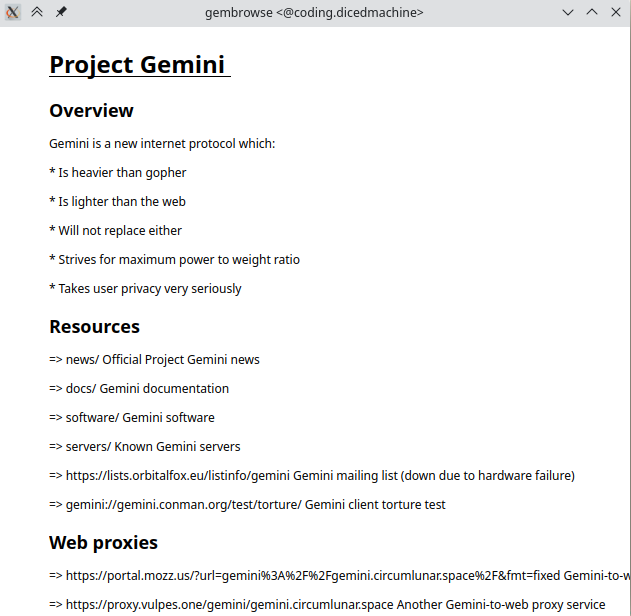 gembrowse <@coding.dicedmachine>
Project Gemini
Overview
Gemini is a new internet protocol which:
* Is heavier than gopher
* Is lighter than the web
* Will not replace either
* Strives for maximum power to weight ratio
* Takes user privacy very seriously
Resources
=> news/ Official Project Gemini news
=> docs/ Gemini documentation
=> software/ Gemini software
=> servers/ Known Gemini servers
=> https://lists.orbitalfox.eu/listinfo/gemini Gemini mailing list (down due to hardware failure)
=> gemini://gemini.conman.org/test/torture/ Gemini client torture test
Web proxies
=> https://portal.mozz.us/?url=gemini%3A%2F%2Fgemini.circumlunar.space%2F&fmt=fixed Gemini-to-w
=> https://proxy.vulpes.one/gemini/gemini.circumlunar.space Another Gemini-to-web proxy service